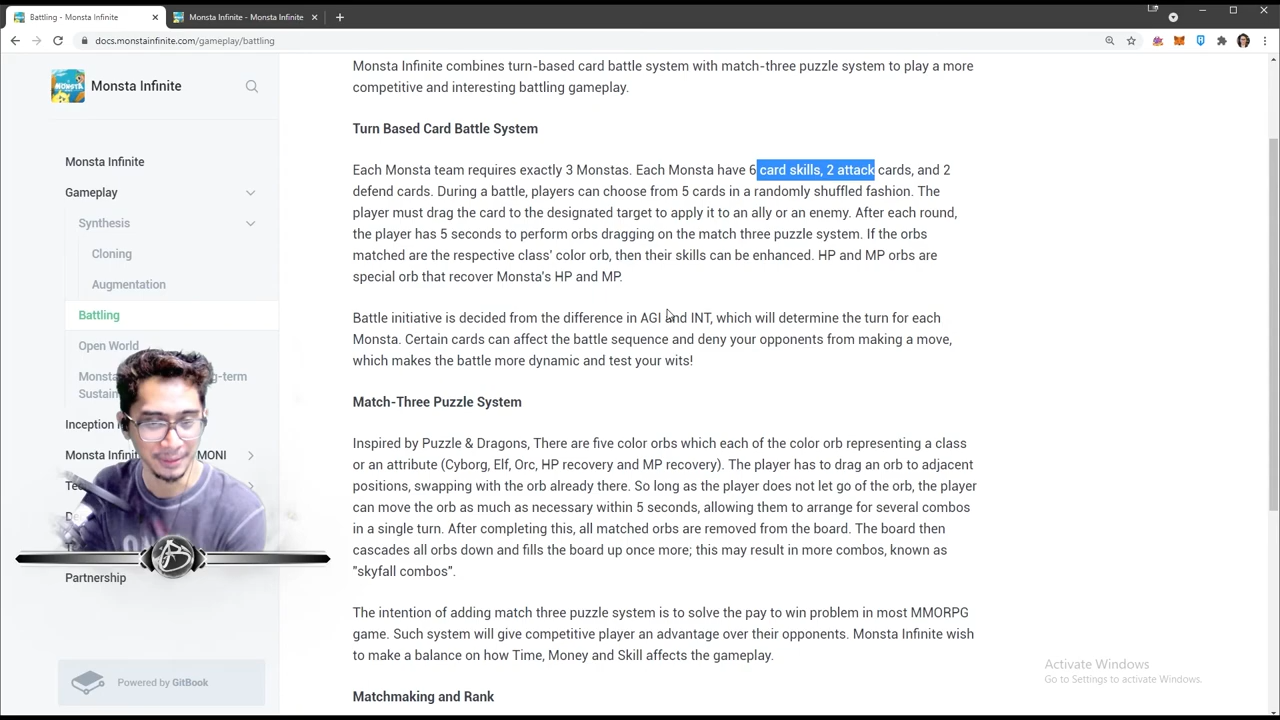 Battling - Monsta Infinite
Monsta Infinite - Monsta Infinite
docs.monstainfinite.com/gameplay/battling
Monsta Infinite
Monsta Infinite
Gameplay
Synthesis
Cloning
Augmentation
Battling
Open World
Monsta
g-term
Sustain
Inception
Monsta Infini
MONI
Partnership
Powered by GitBook
Monsta Infinite combines turn-based card battle system with match-three puzzle system to play a more
competitive and interesting battling gameplay.
Turn Based Card Battle System
Each Monsta team requires exactly 3 Monstas. Each Monsta have 6 card skills, 2 attack cards, and 2
defend cards. During a battle, players can choose from 5 cards in a randomly shuffled fashion. The
player must drag the card to the designated target to apply it to an ally or an enemy. After each round,
the player has 5 seconds to perform orbs dragging on the match three puzzle system. If the orbs
matched are the respective class' color orb, then their skills can be enhanced. HP and MP orbs are
special orb that recover Monsta's HP and MP.
Battle initiative is decided from the difference in AGI and INT, which will determine the turn for each
Monsta. Certain cards can affect the battle sequence and deny your opponents from making a move,
which makes the battle more dynamic and test your wits!
Match-Three Puzzle System
Inspired by Puzzle & Dragons, There are five color orbs which each of the color orb representing a class
or an attribute (Cyborg, Elf, Orc, HP recovery and MP recovery). The player has to drag an orb to adjacent
positions, swapping with the orb already there. So long as the player does not let go of the orb, the player
can move the orb as much as necessary within 5 seconds, allowing them to arrange for several combos
in a single turn. After completing this, all matched orbs are removed from the board. The board then
cascades all orbs down and fills the board up once more; this may result in more combos, known as
"skyfall combos".
The intention of adding match three puzzle system is to solve the pay to win problem in most MMORPG
game. Such system will give competitive player an advantage over their opponents. Monsta Infinite wish
to make a balance on how Time, Money and Skill affects the gameplay.
Matchmaking and Rank
Activate Windows
Go to Settings to activate Windows.